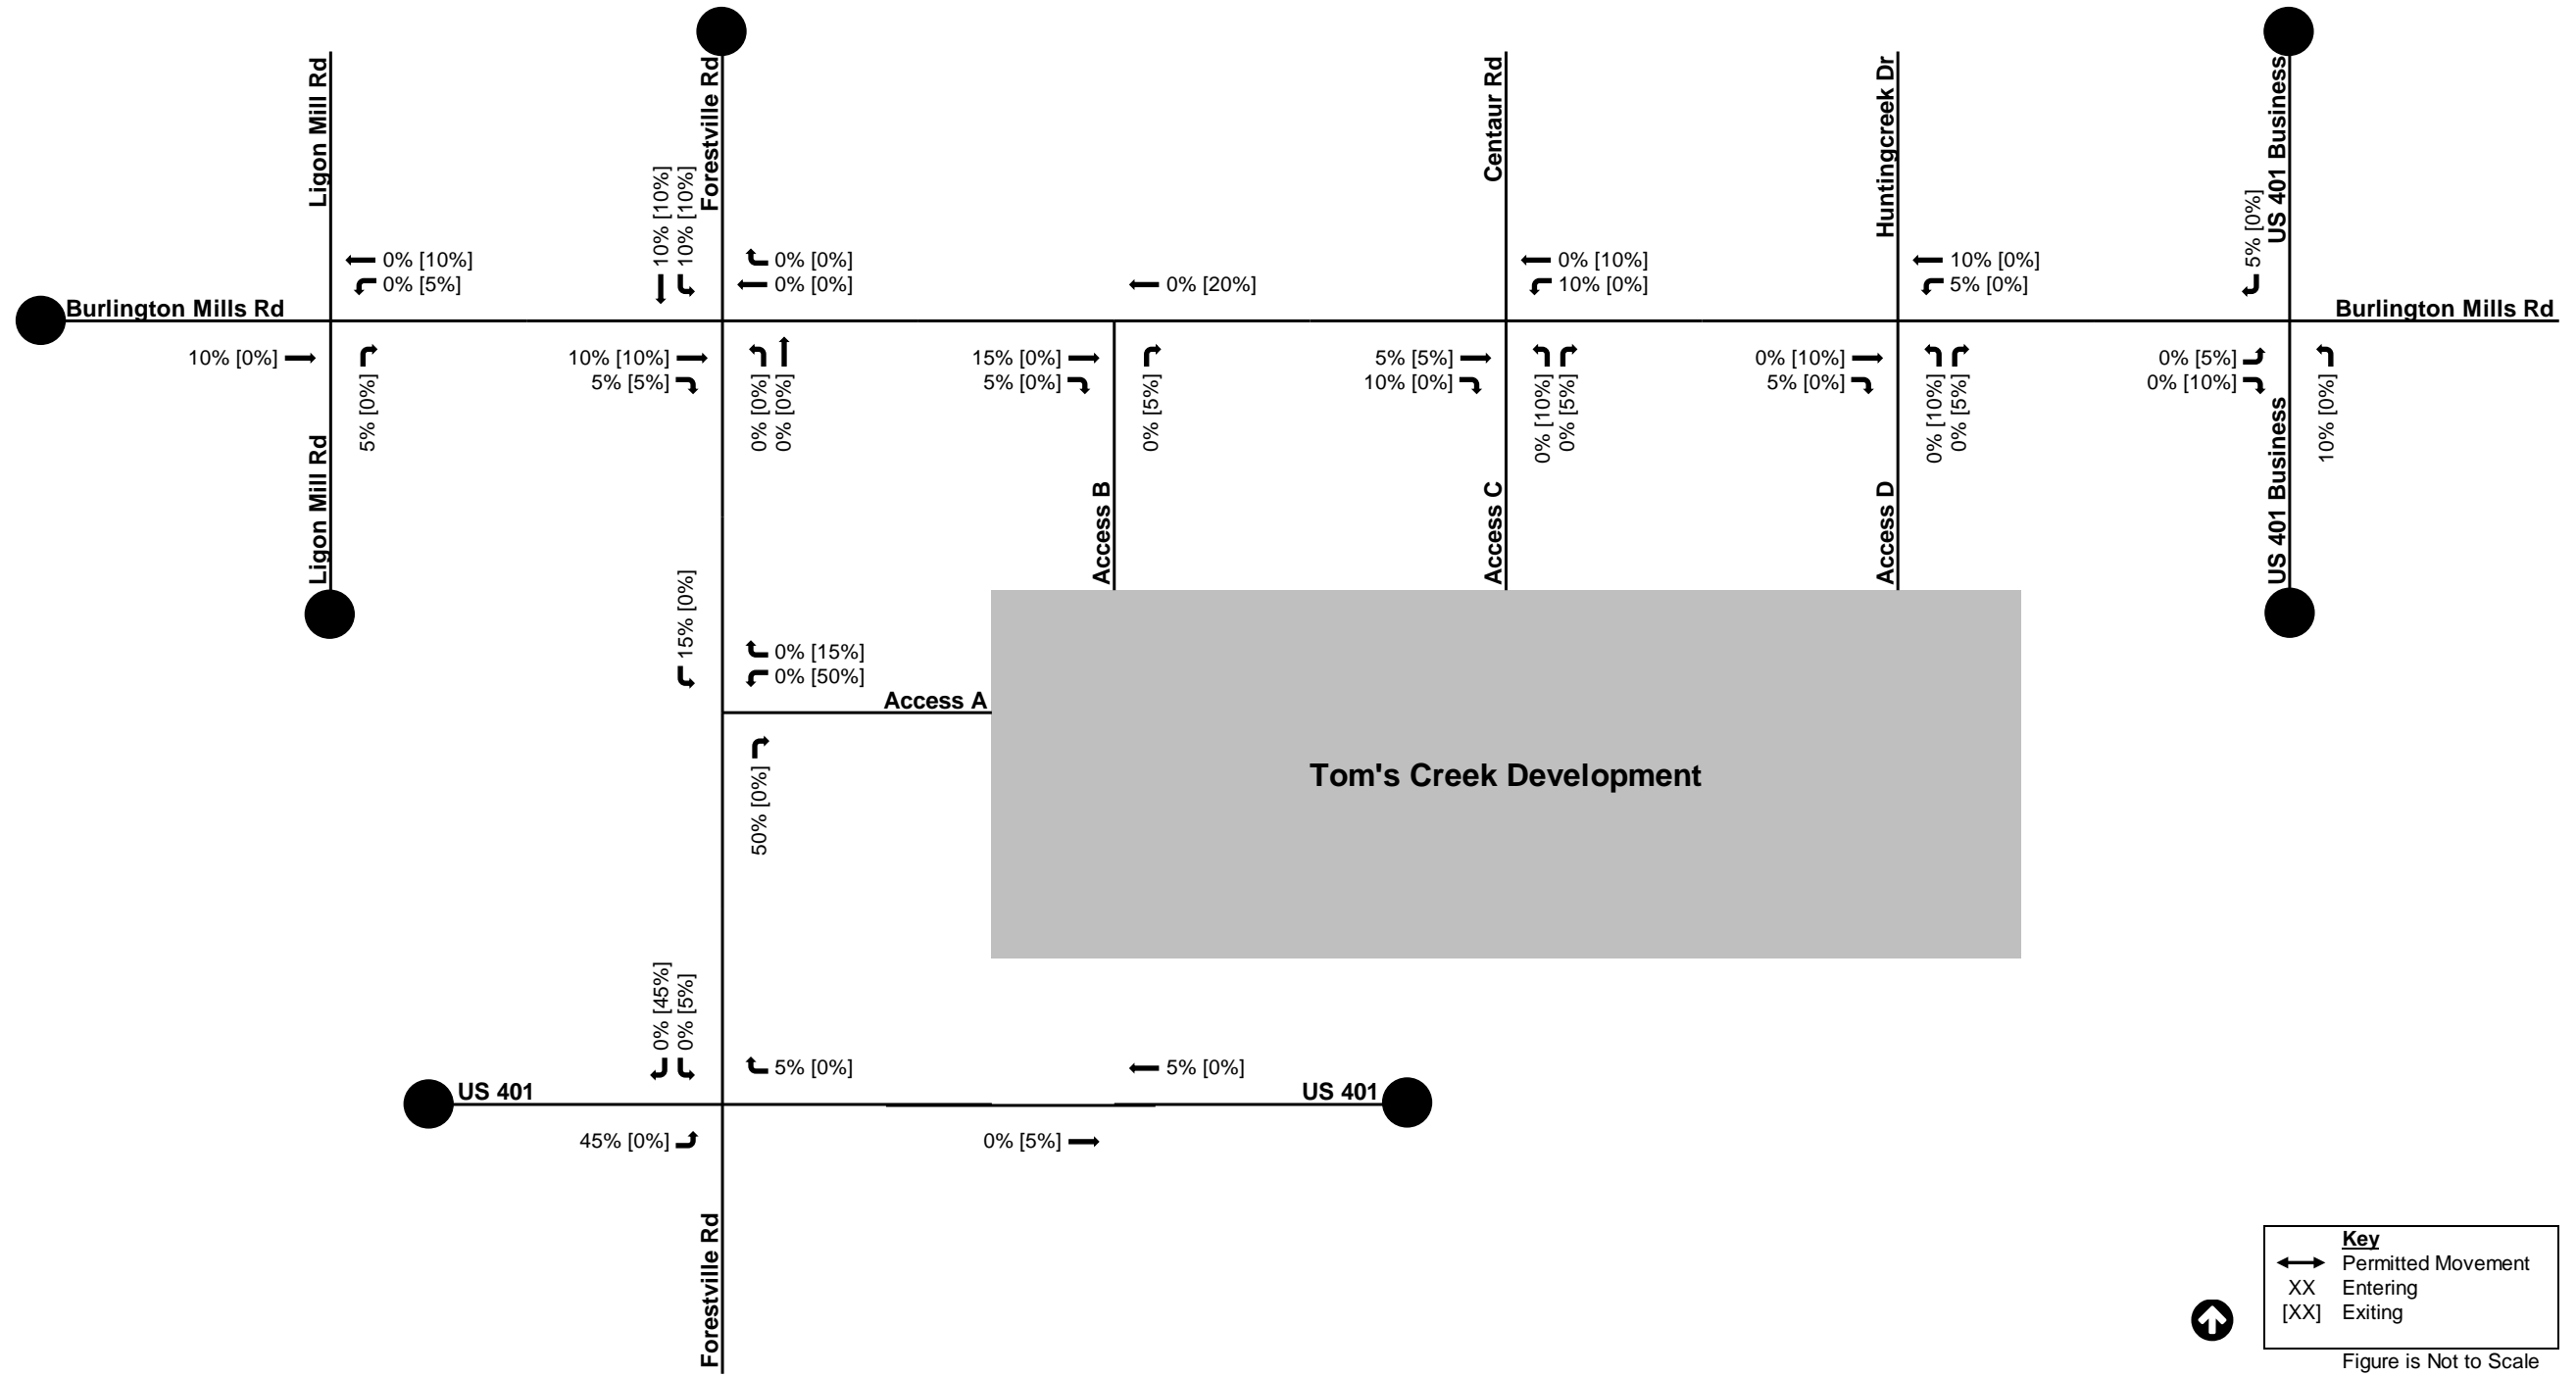 Ligon Mill Rd
Forestville Rd
Centaur Rd
Huntingcreek Dr
US 401 Business
10% [10%]
10% [10%]
5% [0%]
0% [10%]
0% [5%]
0% [0%]
0% [0%]
0% [20%]
0% [10%]
10% [0%]
10% [0%]
5% [0%]
Burlington Mills Rd
Burlington Mills Rd
10% [0%]
5% [0%]
10% [10%]
5% [5%]
0% [0%]
0% [0%]
15% [0%]
5% [0%]
0% [5%]
5% [5%]
10% [0%]
0% [10%]
0% [5%]
0% [10%]
5% [0%]
0% [10%]
0% [5%]
0% [5%]
0% [10%]
10% [0%]
Ligon Mill Rd
Access B
Access C
Access D
US 401 Business
15% [0%]
0% [15%]
0% [50%]
Access A
50% [0%]
Tom's Creek Development
0% [45%]
0% [5%]
5% [0%]
5% [0%]
US 401
US 401
45% [0%]
0% [5%]
Forestville Rd
Key
Permitted Movement
XX Entering
[XX] Exiting
Figure is Not to Scale